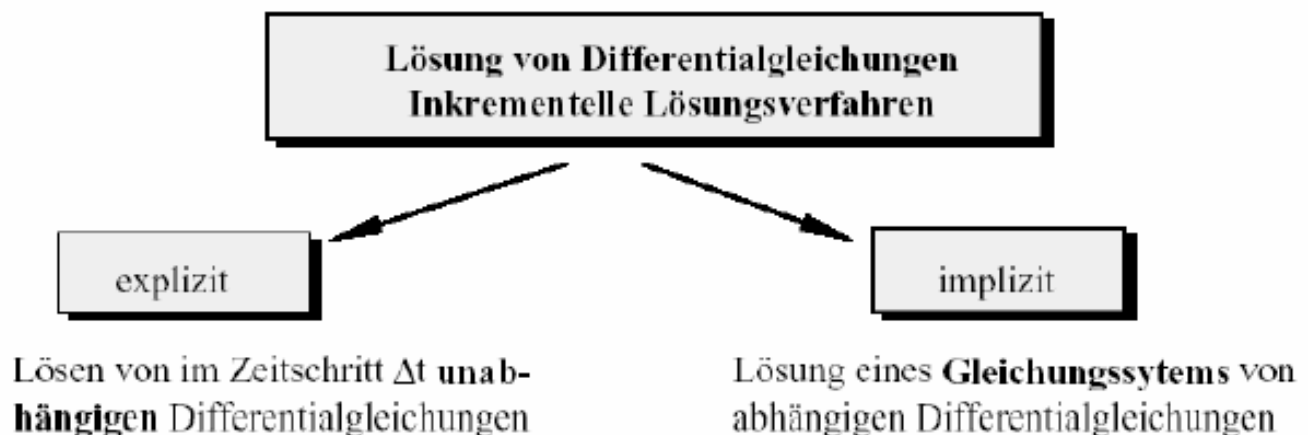 Lösung von Differentialgleichungen
Inkrementelle Lösungsverfahren
explizit
implizit
Lösen von im Zeitschritt Δt unab-
hängigen Differentialgleichungen
Lösung eines Gleichungssytems von
abhängigen Differentialgleichungen